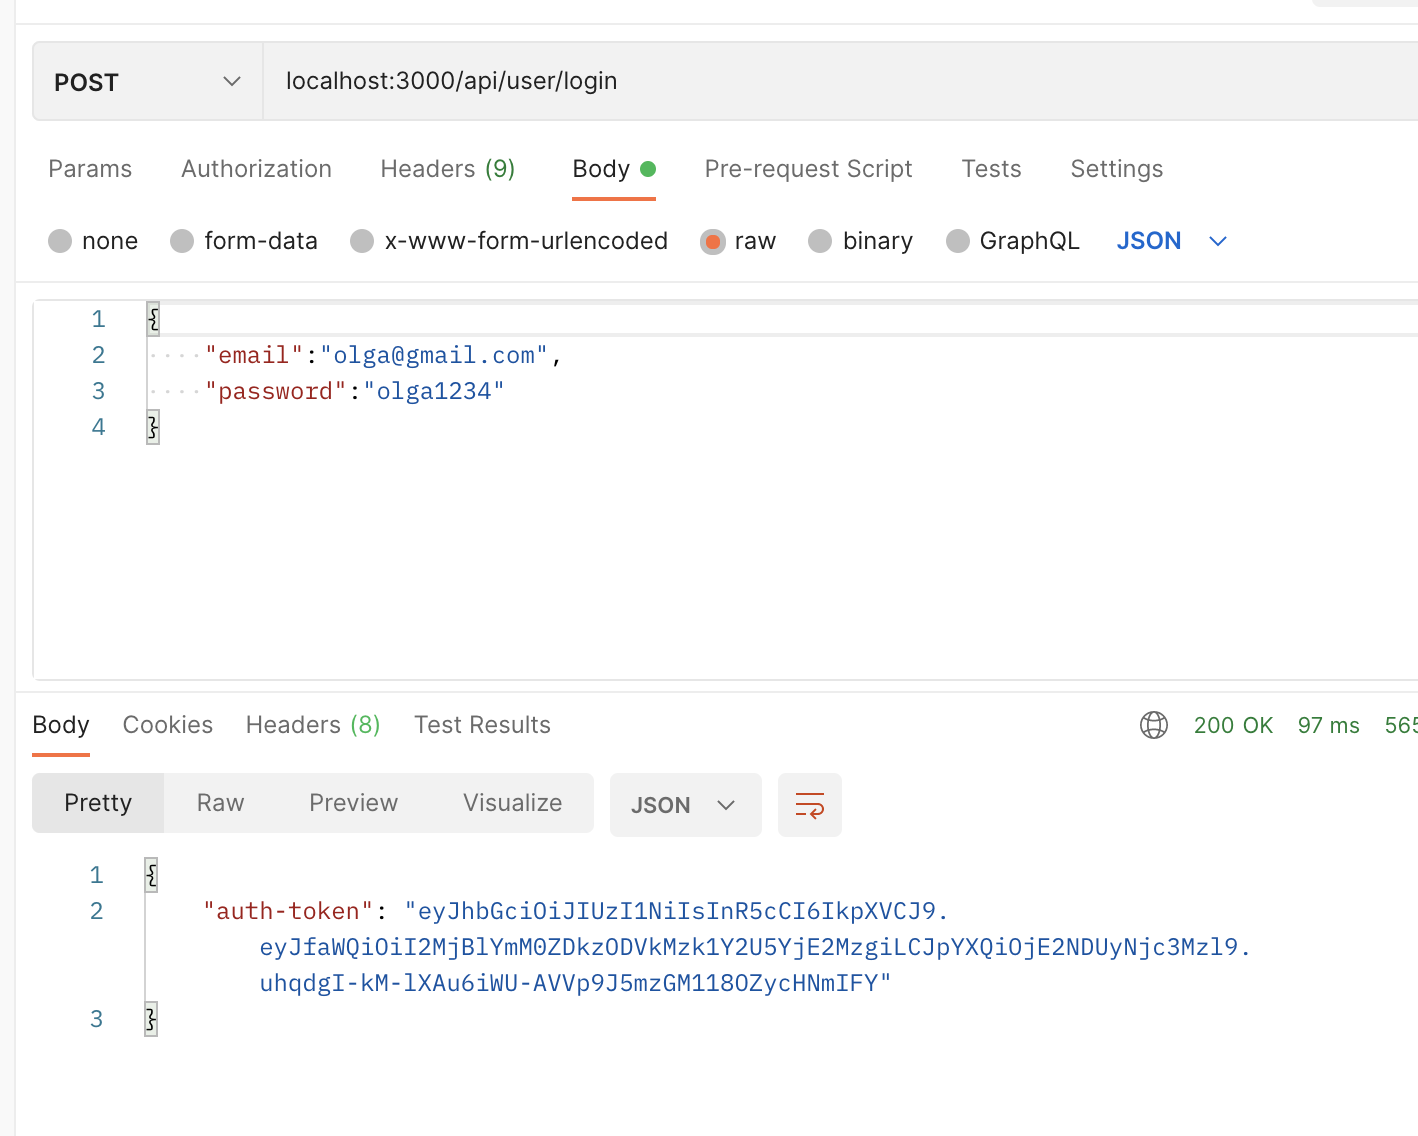 POST localhost:3000/api/user/login
Params Authorization Headers (9) Body Pre-request Script Tests Settings
none form-data x-www-form-urlencoded raw binary GraphQL JSON
1 {
2 "email":"olga@gmail.com",
3 "password":"olga1234"
4 }
Body Cookies Headers (8) Test Results 200 OK 97 ms 565
Pretty Raw Preview Visualize JSON
1 {
2 "auth-token": "eyJhbGciOiJIUzI1NiIsInR5cCI6IkpXVCJ9.
eyJfaWQiOiI2MjBlYmM0ZDkzODVkMzk1Y2U5YjE2MzgiLCJpYXQiOjE2NDUyNjc3Mzl9.
uhqdgI-kM-lXAu6iWU-AVVp9J5mzGM118OZycHNmIFY"
3 }